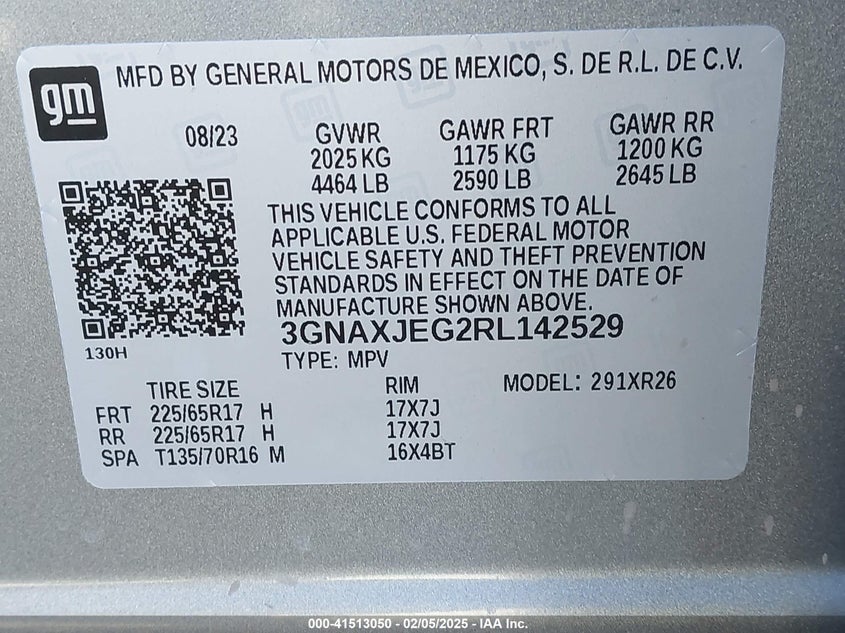 gm
MFD BY GENERAL MOTORS DE MEXICO, S. DE R.L. DE C.V.
08/23 GVWR GAWR FRT GAWR RR
2025 KG 1175 KG 1200 KG
4464 LB 2590 LB 2645 LB
THIS VEHICLE CONFORMS TO ALL
APPLICABLE U.S. FEDERAL MOTOR
VEHICLE SAFETY AND THEFT PREVENTION
STANDARDS IN EFFECT ON THE DATE OF
MANUFACTURE SHOWN ABOVE.
3GNAXJEG2RL142529
130H
TYPE: MPV
TIRE SIZE RIM MODEL: 291XR26
FRT 225/65R17 H 17X7J
RR 225/65R17 H 17X7J
SPA T135/70R16 M 16X4BT
000-41513050 - 02/05/2025 - IAA Inc.